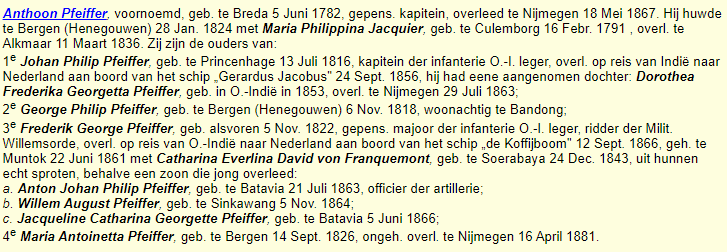 Anthoon Pfeiffer, voornoemd, geb. te Breda 5 Juni 1782, gepens. kapitein, overleed te Nijmegen 18 Mei 1867. Hij huwde
te Bergen (Henegouwen) 28 Jan. 1824 met Maria Philippina Jacquier, geb. te Culemborg 16 Febr. 1791 , overl. te
Alkmaar 11 Maart 1836. Zij zijn de ouders van:
1e Johan Philip Pfeiffer, geb. te Princenhage 13 Juli 1816, kapitein der infanterie O.-I. leger, overl. op reis van Indië naar
Nederland aan boord van het schip „Gerardus Jacobus" 24 Sept. 1856, hij had eene aangenomen dochter: Dorothea
Frederika Georgetta Pfeiffer, geb. in O.-Indië in 1853, overl. te Nijmegen 29 Juli 1863;
2e George Philip Pfeiffer, geb. te Bergen (Henegouwen) 6 Nov. 1818, woonachtig te Bandong;
3e Frederik George Pfeiffer, geb. alsvoren 5 Nov. 1822, gepens. majoor der infanterie O.-I. leger, ridder der Milit.
Willemsorde, overl. op reis van O.-Indië naar Nederland aan boord van het schip „de Koffijboom" 12 Sept. 1866, geh. te
Muntok 22 Juni 1861 met Catharina Everlina David von Franquemont, geb. te Soerabaya 24 Dec. 1843, uit hunnen
echt sproten, behalve een zoon die jong overleed:
a. Anton Johan Philip Pfeiffer, geb. te Batavia 21 Juli 1863, officier der artillerie;
b. Willem August Pfeiffer, geb. te Sinkawang 5 Nov. 1864;
c. Jacqueline Catharina Georgette Pfeiffer, geb. te Batavia 5 Juni 1866;
4e Maria Antoinetta Pfeiffer, geb. te Bergen 14 Sept. 1826, ongeh. overl. te Nijmegen 16 April 1881.